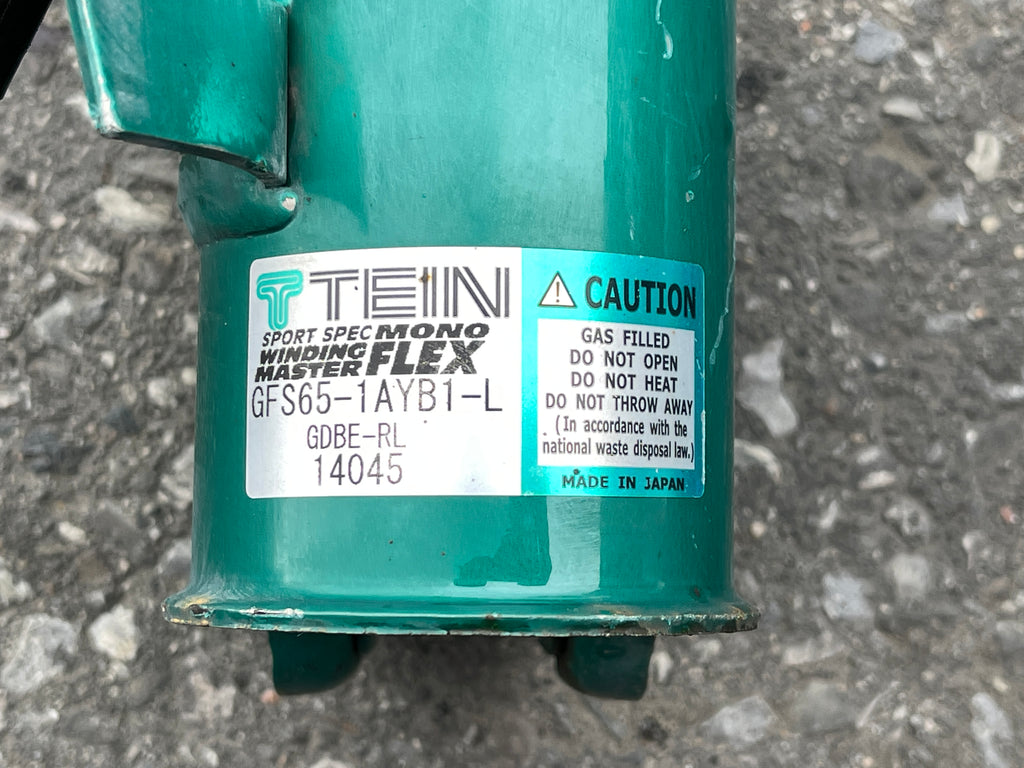 TEIN
SPORT SPEC MONO
WINDING MASTER FLEX
GFS65-1AYB1-L
GDBE-RL
14045
CAUTION
GAS FILLED
DO NOT OPEN
DO NOT HEAT
DO NOT THROW AWAY
(In accordance with the
national waste disposal law.)
MADE IN JAPAN